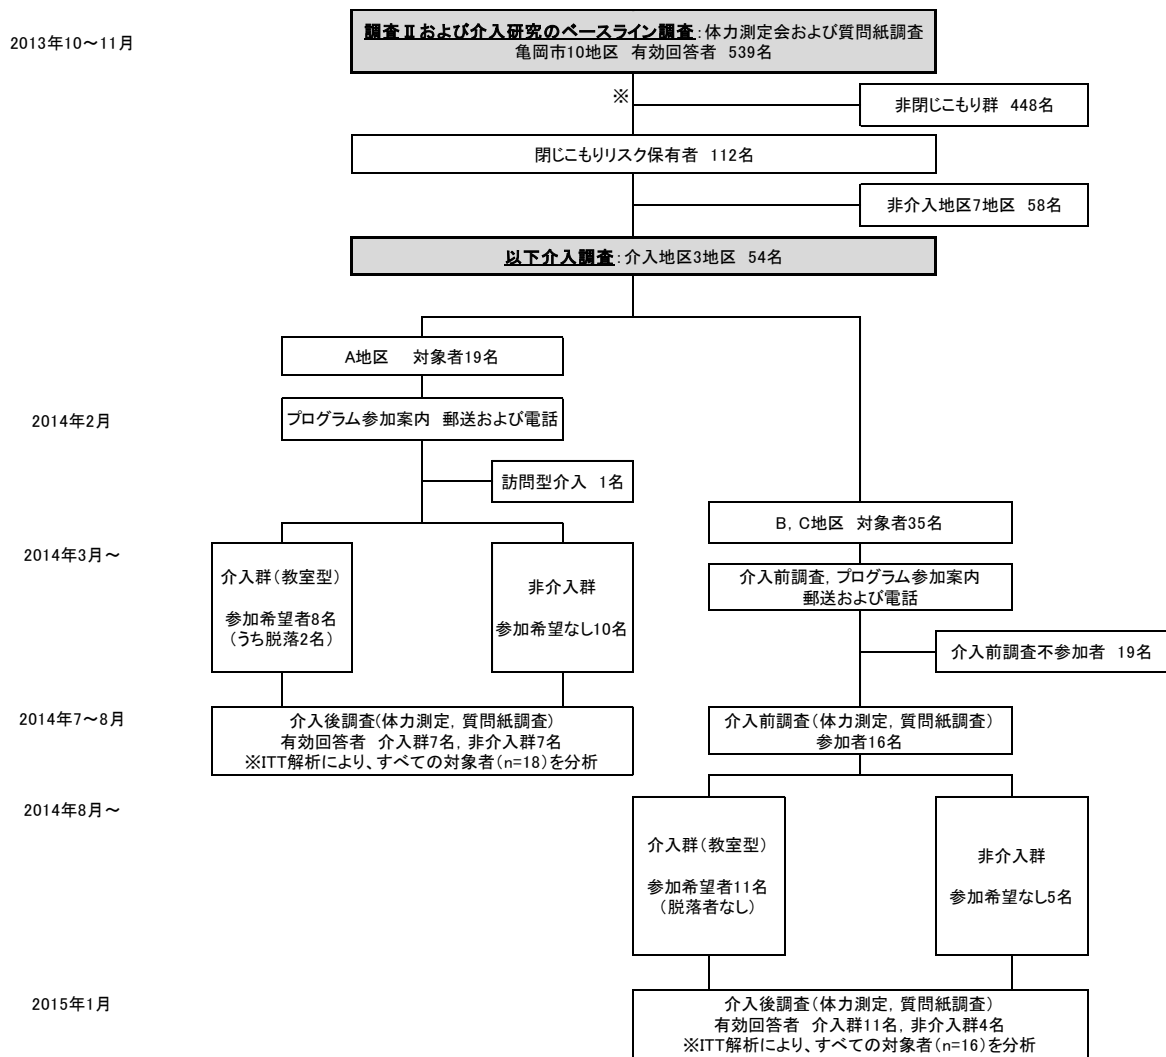 2013年10～11月
調査Ⅱおよび介入研究のベースライン調査：体力測定会および質問紙調査
亀岡市10地区 有効回答者 539名
※
非閉じこもり群 448名
閉じこもりリスク保有者 112名
非介入地区7地区 58名
以下介入調査：介入地区3地区 54名
A地区 対象者19名
2014年2月
プログラム参加案内 郵送および電話
訪問型介入 1名
B，C地区 対象者35名
2014年3月～
介入群（教室型）
参加希望者8名
（うち脱落2名）
非介入群
参加希望なし10名
介入前調査，プログラム参加案内
郵送および電話
介入前調査不参加者 19名
2014年7～8月
介入後調査（体力測定，質問紙調査）
有効回答者 介入群7名，非介入群7名
※ITT解析により、すべての対象者（n=18）を分析
介入前調査（体力測定，質問紙調査）
参加者16名
2014年8月～
介入群（教室型）
参加希望者11名
（脱落者なし）
非介入群
参加希望なし5名
2015年1月
介入後調査（体力測定，質問紙調査）
有効回答者 介入群11名，非介入群4名
※ITT解析により、すべての対象者（n=16）を分析